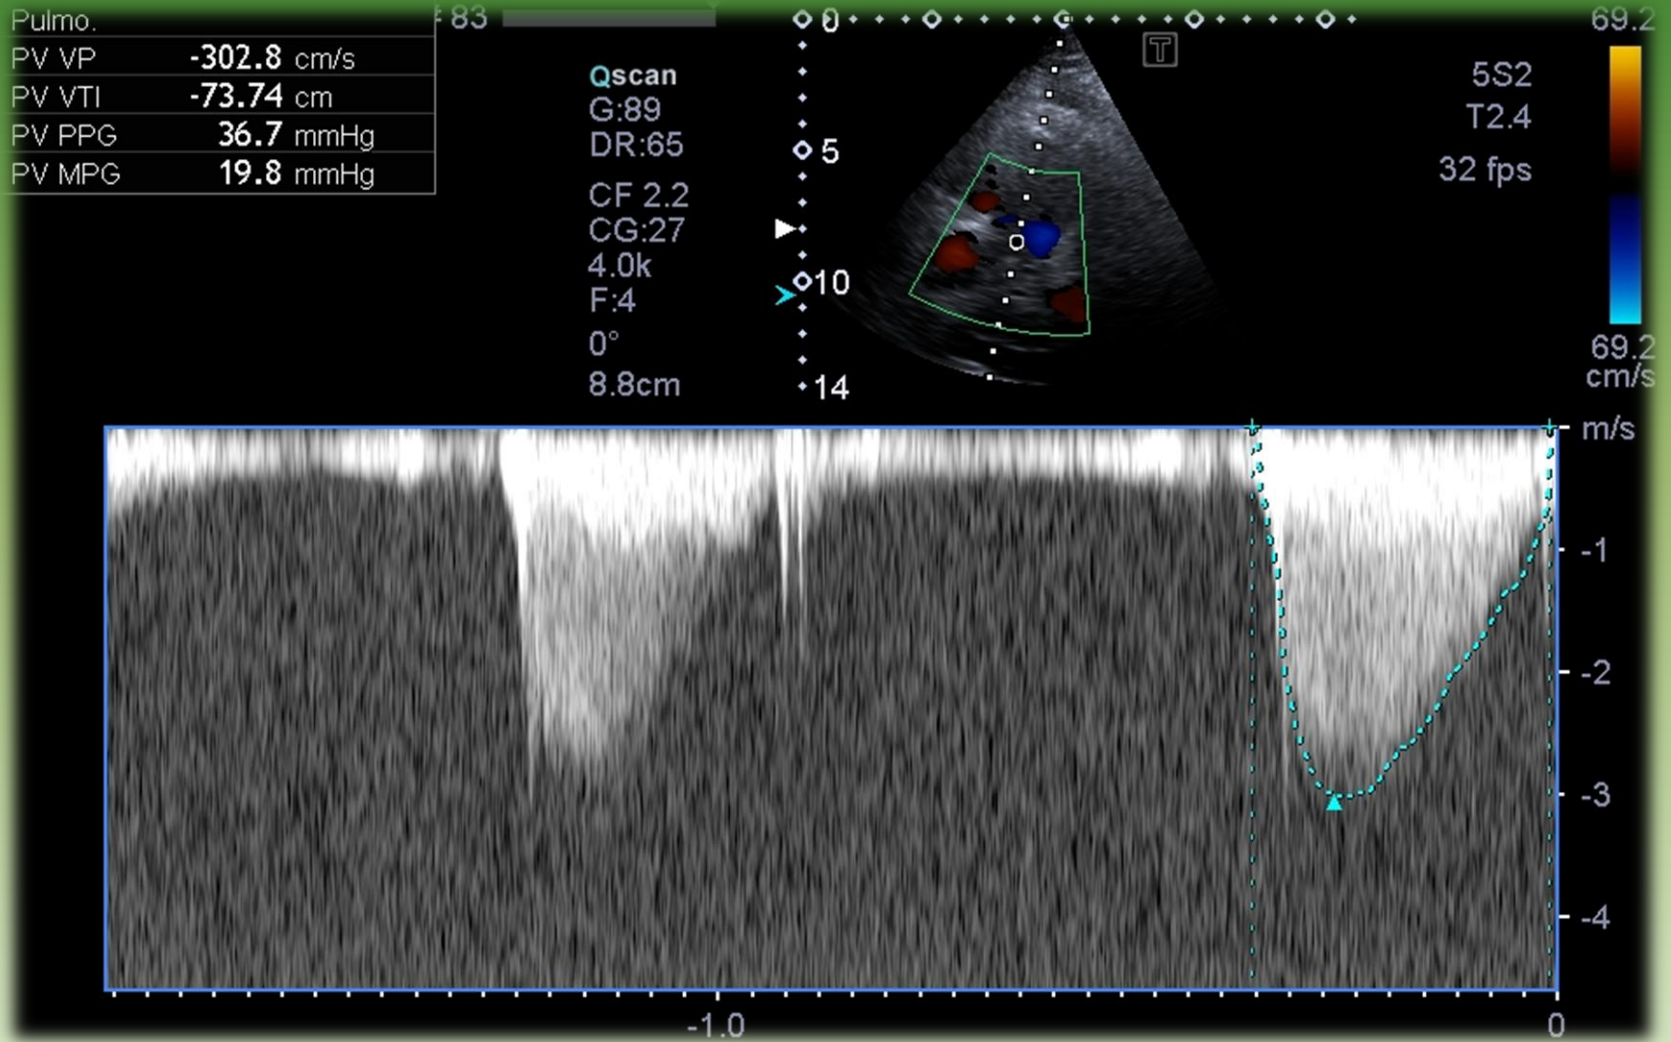 Pulmo.
PV VP -302.8 cm/s
PV VTI -73.74 cm
PV PPG 36.7 mmHg
PV MPG 19.8 mmHg
83
Qscan
G:89
DR:65
CF 2.2
CG:27
4.0k
F:4
0°
8.8cm
0
5
10
14
T
5S2
T2.4
32 fps
69.2
69.2
cm/s
m/s
-1
-2
-3
-4
-1.0
0